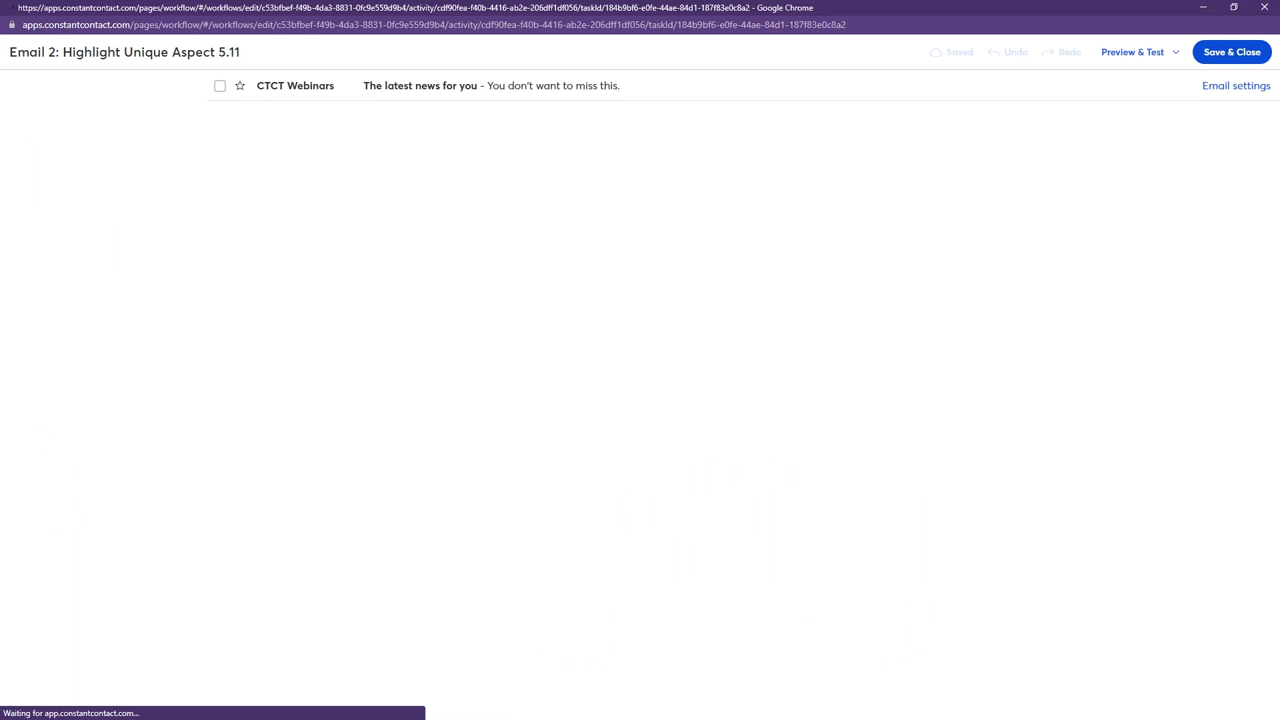 https://apps.constantcontact.com/pages/workflow/#/workflows/edit/c53bfbef-f49b-4da3-8831-0fc9e559d9b4/activity/cdf90fea-f40b-4416-ab2e-206dff1df056/taskId/184b9bf6-e0fe-44ae-84d1-187f83e0c8a2 - Google Chrome
apps.constantcontact.com/pages/workflow/#/workflows/edit/c53bfbef-f49b-4da3-8831-0fc9e559d9b4/activity/cdf90fea-f40b-4416-ab2e-206dff1df056/taskId/184b9bf6-e0fe-44ae-84d1-187f83e0c8a2
Email 2: Highlight Unique Aspect 5.11 Saved Undo Redo Preview & Test Save & Close
CTCT Webinars The latest news for you - You don't want to miss this. Email settings
Waiting for app.constantcontact.com...